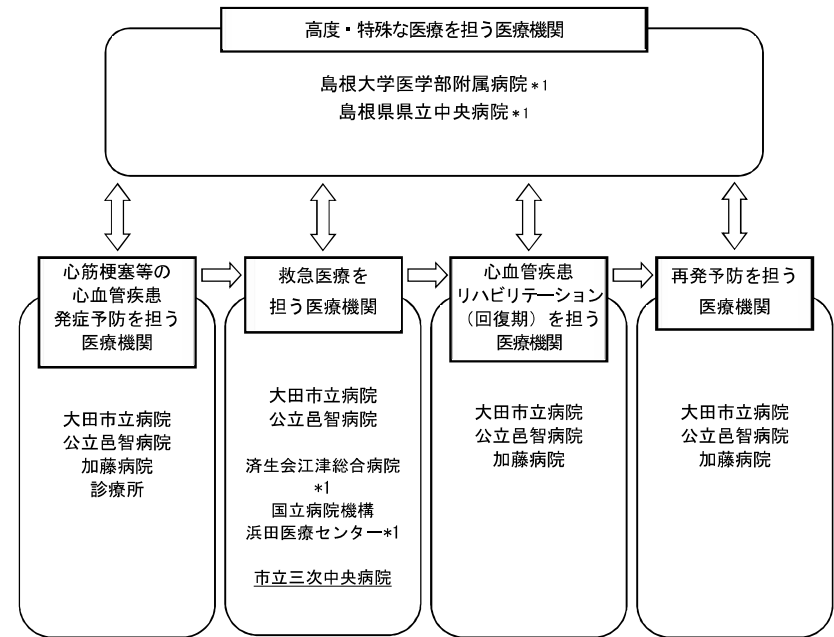 高度・特殊な医療を担う医療機関
島根大学医学部附属病院*1
島根県県立中央病院*1
心筋梗塞等の
心血管疾患
発症予防を担う
医療機関
大田市立病院
公立邑智病院
加藤病院
診療所
救急医療を
担う医療機関
大田市立病院
公立邑智病院
済生会江津総合病院
*1
国立病院機構
浜田医療センター*1
市立三次中央病院
心血管疾患
リハビリテーション
（回復期）を担う
医療機関
大田市立病院
公立邑智病院
加藤病院
再発予防を担う
医療機関
大田市立病院
公立邑智病院
加藤病院